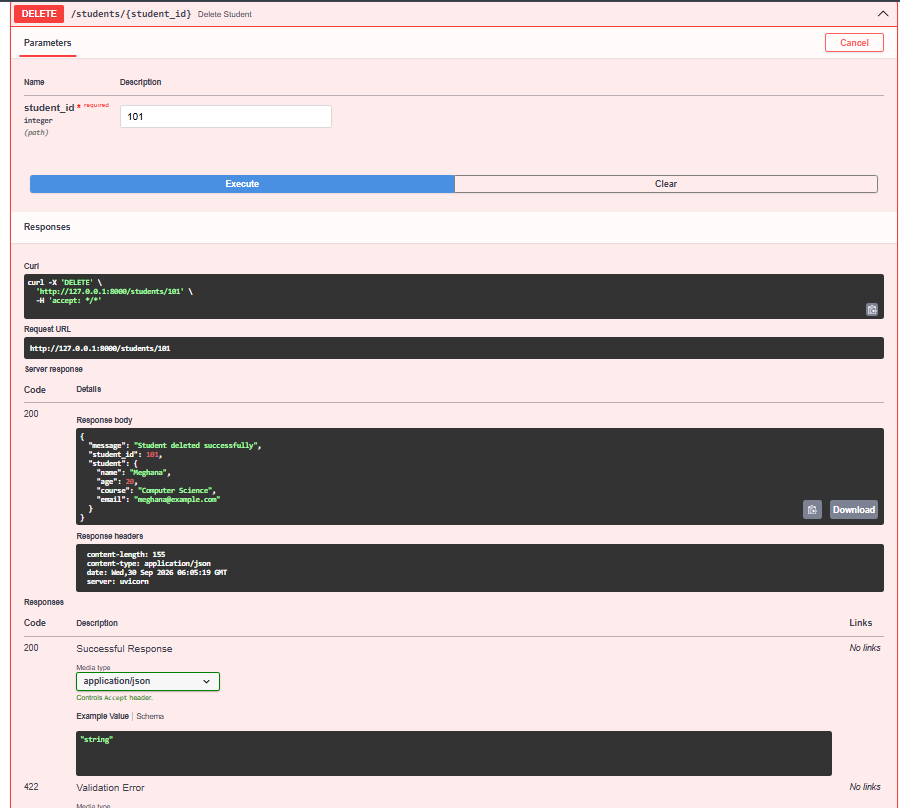 DELETE /students/{student_id} Delete Student
Parameters
Cancel
Name Description
student_id * required
integer
(path)
101
Execute Clear
Responses
Curl
curl -X 'DELETE' \
  'http://127.0.0.1:8000/students/101' \
  -H 'accept: */*'
Request URL
http://127.0.0.1:8000/students/101
Server response
Code Details
200
Response body
{
  "message": "Student deleted successfully",
  "student_id": 101,
  "student": {
    "name": "Meghana",
    "age": 20,
    "course": "Computer Science",
    "email": "meghana@example.com"
  }
}
Download
Response headers
content-length: 155
content-type: application/json
date: Wed,30 Sep 2026 06:05:19 GMT
server: uvicorn
Responses
Code Description Links
200 Successful Response No links
Media type
application/json
Controls Accept header.
Example Value | Schema
"string"
422 Validation Error No links
Media type